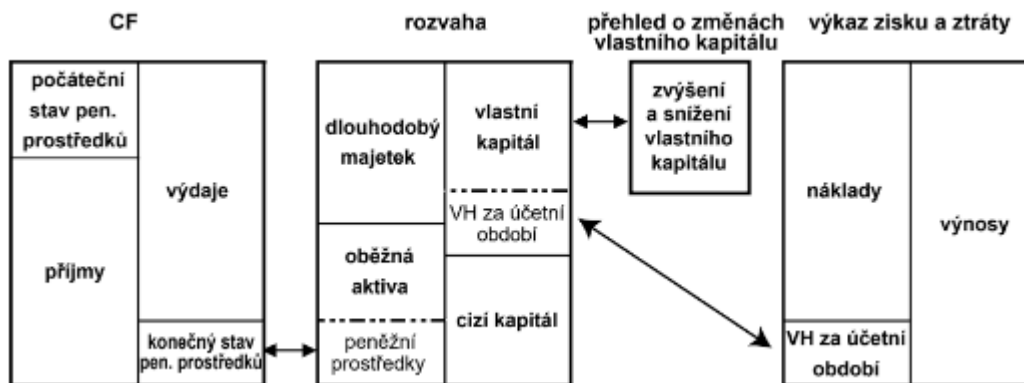 CF
počáteční
stav pen.
prostředků
příjmy
výdaje
konečný stav
pen. prostředků
rozvaha
dlouhodobý
majetek
oběžná
aktiva
peněžní
prostředky
vlastní
kapitál
VH za účetní
období
cizí kapitál
přehled o změnách
vlastního kapitálu
zvýšení
a snížení
vlastního
kapitálu
výkaz zisku a ztráty
náklady
VH za účetní
období
výnosy